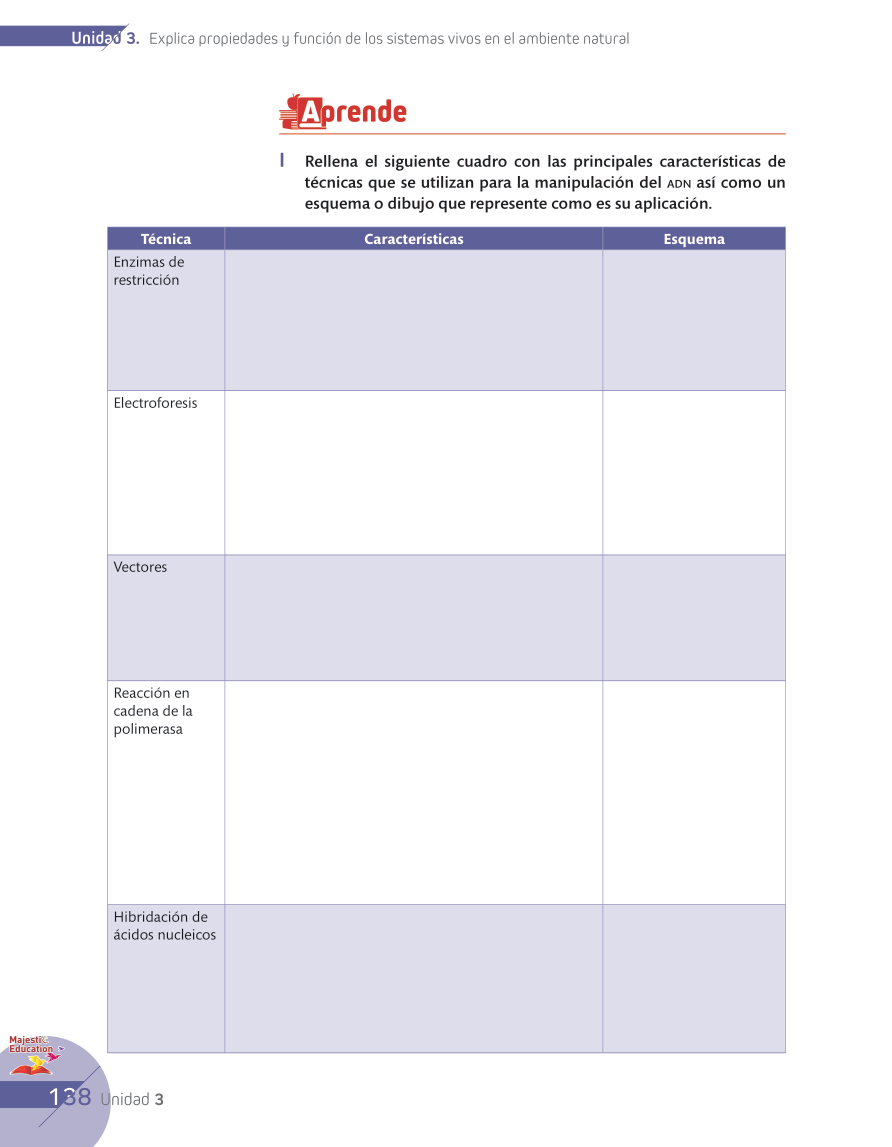 Unidad 3. Explica propiedades y función de los sistemas vivos en el ambiente natural
Aprende
I Rellena el siguiente cuadro con las principales características de
técnicas que se utilizan para la manipulación del ADN así como un
esquema o dibujo que represente como es su aplicación.
Técnica Características Esquema
Enzimas de
restricción
Electroforesis
Vectores
Reacción en
cadena de la
polimerasa
Hibridación de
ácidos nucleicos
Majestic
Education
138 Unidad 3